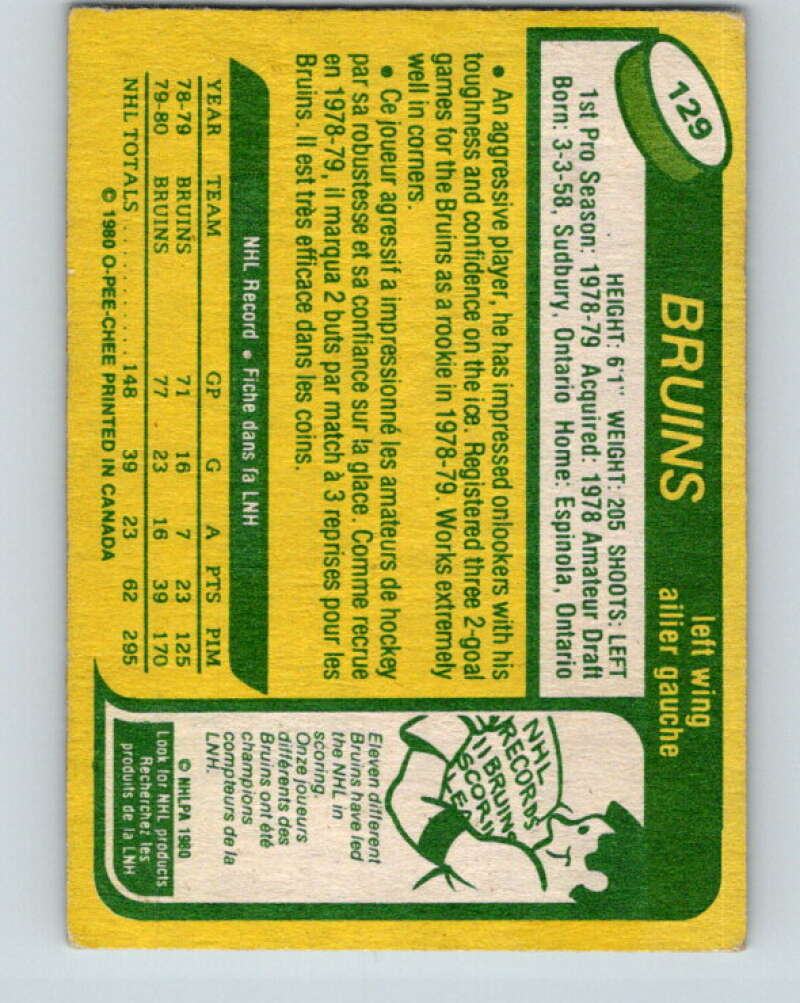 129
BRUINS
left wing
ailier gauche
HEIGHT: 6'1" WEIGHT: 205 SHOOTS: LEFT
1st Pro Season: 1978-79 Acquired: 1978 Amateur Draft
Born: 3-3-58, Sudbury, Ontario Home: Espinola, Ontario
• An aggressive player, he has impressed onlookers with his
toughness and confidence on the ice. Registered three 2-goal
games for the Bruins as a rookie in 1978-79. Works extremely
well in corners.
• Ce joueur agressif a impressionné les amateurs de hockey
par sa robustesse et sa confiance sur la glace. Comme recrue
en 1978-79, il marqua 2 buts par match à 3 reprises pour les
Bruins. Il est très efficace dans les coins.
NHL Record • Fiche dans la LNH
YEAR TEAM GP G A PTS PIM
78-79 BRUINS 71 16 7 23 125
79-80 BRUINS 77 23 16 39 170
NHL TOTALS 148 39 23 62 295
© 1980 O-PEE-CHEE PRINTED IN CANADA
NHL
RECORDS
11 BRUINS
SCORIN
LEA
Eleven different
Bruins have led
the NHL in
scoring.
Onze joueurs
différents des
Bruins ont été
champions
compteurs de la
LNH.
© NHLPA 1980
Look for NHL products
Recherchez les
produits de la LNH